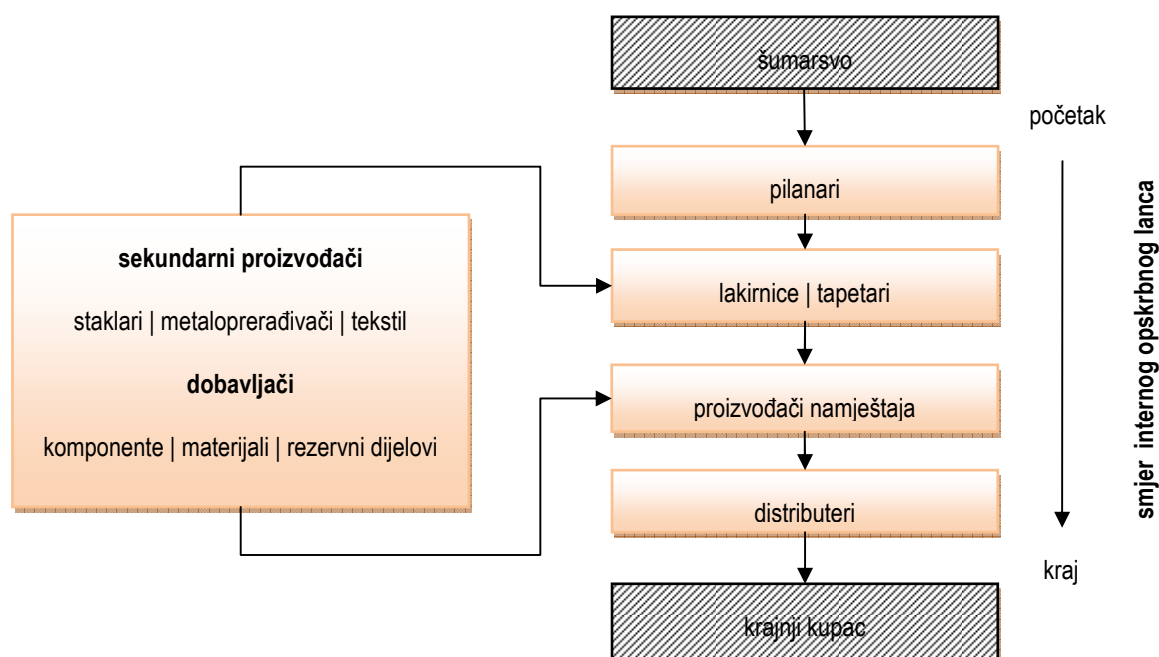 šumarsvo
početak
pilanari
sekundarni proizvođači
staklari | metaloprerađivači | tekstil
dobavljači
komponente | materijali | rezervni dijelovi
lakirnice | tapetari
proizvođači namještaja
distributeri
smjer internog opskrbnog lanca
kraj
krajnji kupac